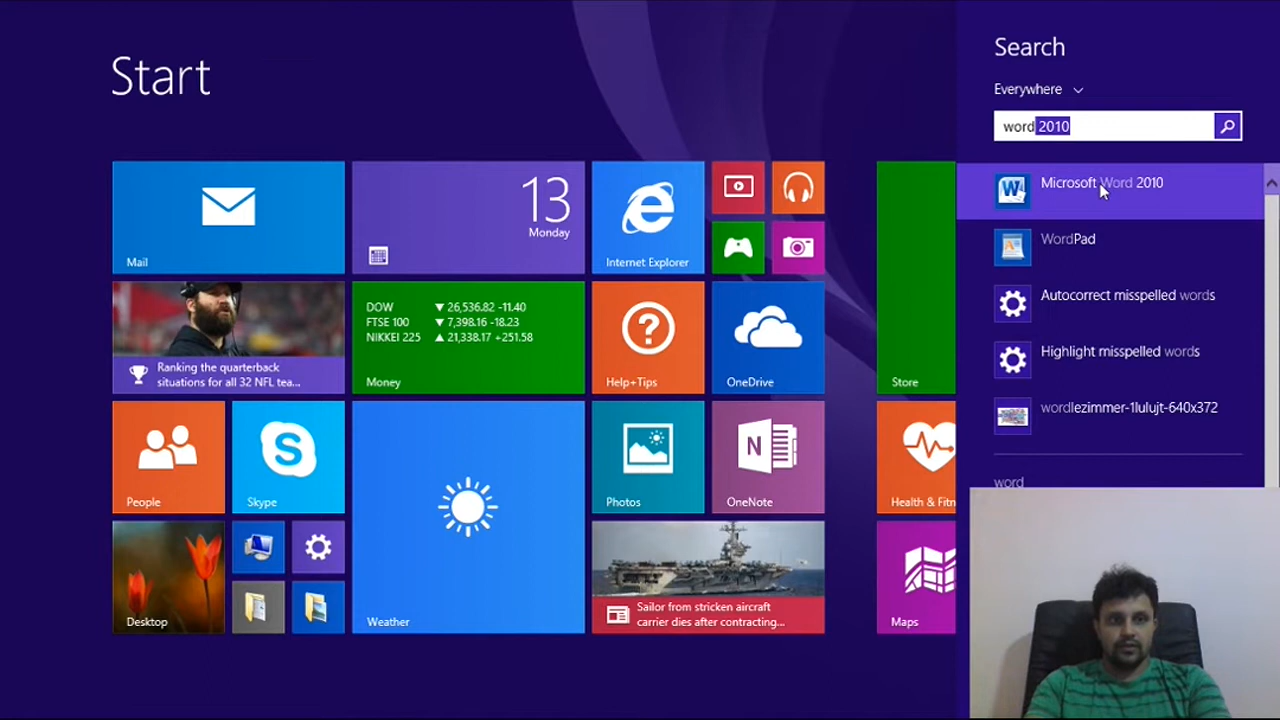 Start
Search
Everywhere
word 2010
Microsoft Word 2010
WordPad
Autocorrect misspelled words
Highlight misspelled words
wordlezimmer-1lulujt-640x372
word
Mail
13
Monday
Internet Explorer
Ranking the quarterback
situations for all 32 NFL tea...
DOW ▼ 26,536.82 -11.40
FTSE 100 ▼ 7,398.16 -18.23
NIKKEI 225 ▲ 21,338.17 +251.58
Money
Help+Tips
OneDrive
Store
People
Skype
Weather
Photos
OneNote
Health & Fitn
Desktop
Sailor from stricken aircraft
carrier dies after contracting...
Maps